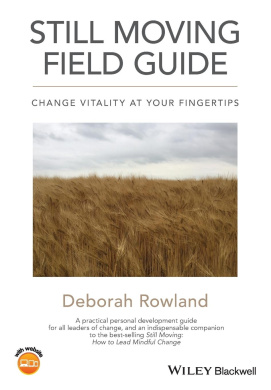 STILL MOVING
FIELD GUIDE
CHANGE VITALITY AT YOUR FINGERTIPS
Deborah Rowland
A practical personal development guide
for all leaders of change, and an indispensable companion
to the best-selling Still Moving:
How to Lead Mindful Change
with website
WILEY Blackwell